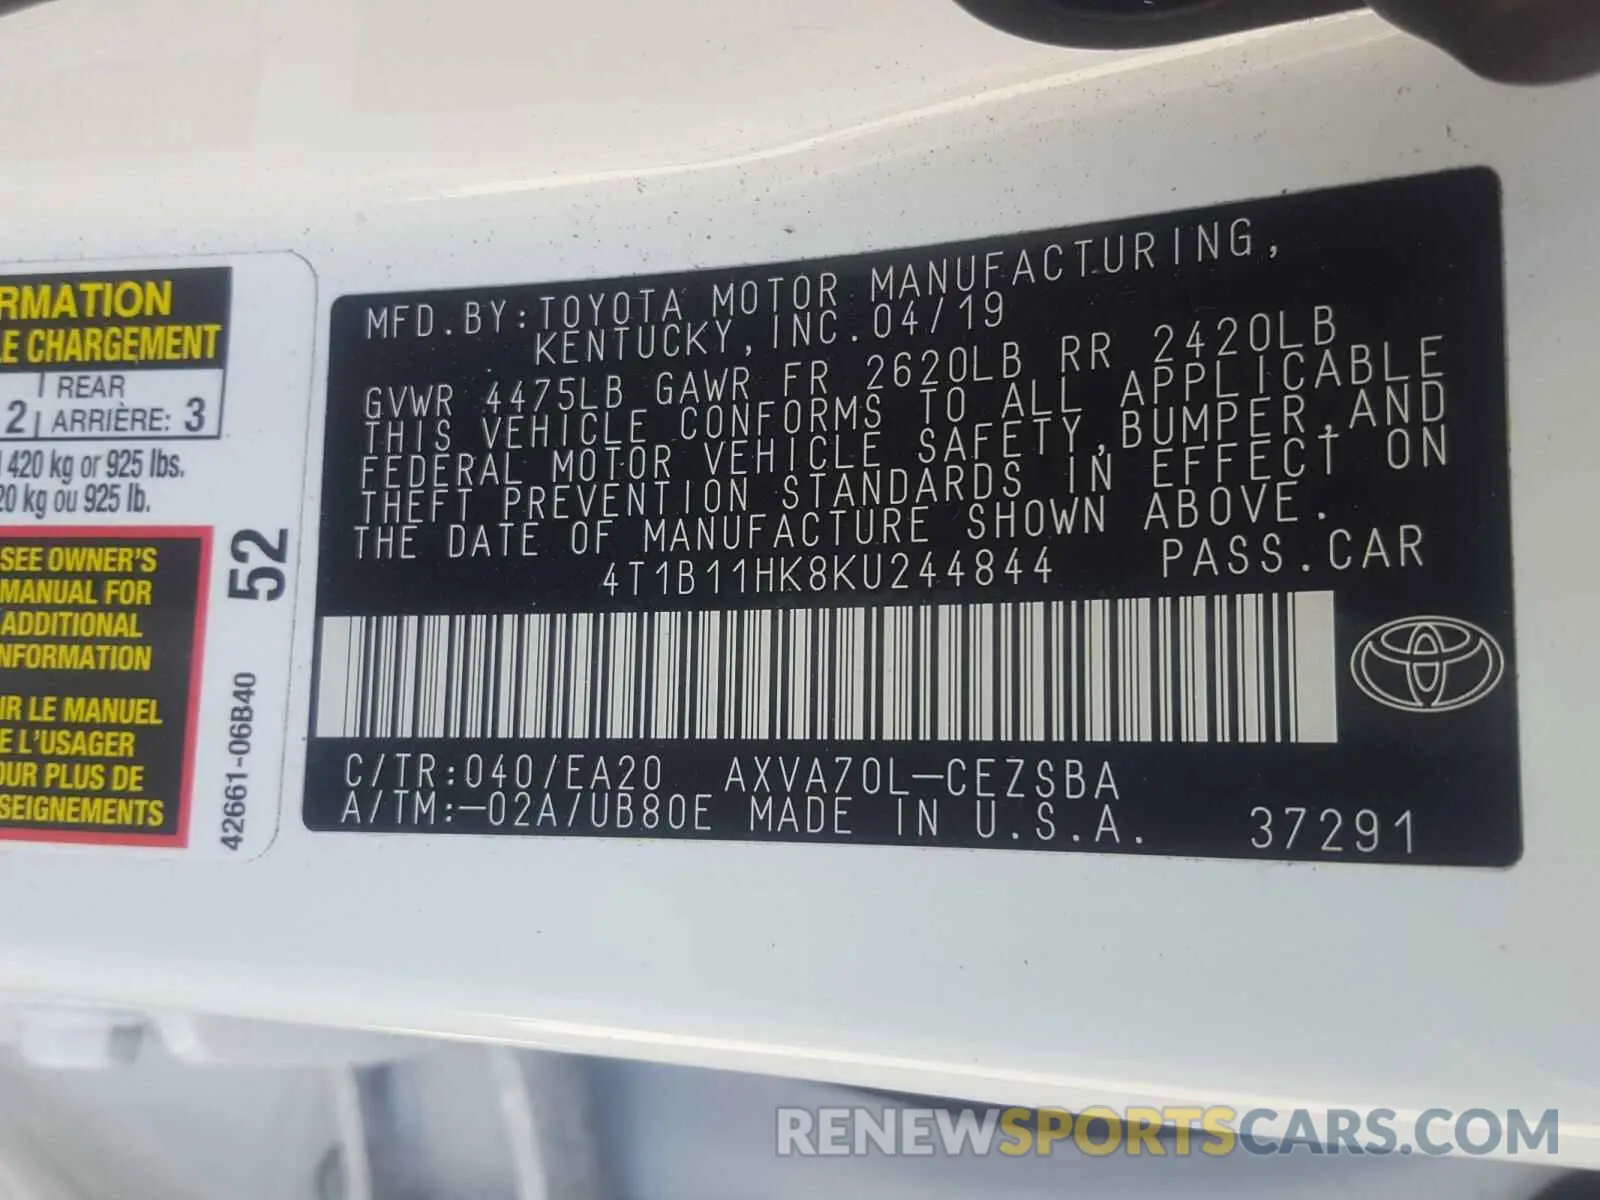 RMATION
LE CHARGEMENT
REAR
2 ARRIÈRE: 3
420 kg or 925 lbs.
20 kg ou 925 lb.
SEE OWNER'S
MANUAL FOR
ADDITIONAL
NFORMATION
IR LE MANUEL
E L'USAGER
OUR PLUS DE
SEIGNEMENTS
52
42661-06B40
MFD.BY:TOYOTA MOTOR MANUFACTURING,
KENTUCKY,INC.04/19
GVWR 4475LB GAWR FR 2620LB RR 2420LB
THIS VEHICLE CONFORMS TO ALL APPLICABLE
FEDERAL MOTOR VEHICLE SAFETY,BUMPER,AND
THEFT PREVENTION STANDARDS IN EFFECT ON
THE DATE OF MANUFACTURE SHOWN ABOVE.
4T1B11HK8KU244844 PASS.CAR
C/TR:040/EA20 AXVA70L-CEZSBA
A/TM:-02A/UB80E MADE IN U.S.A. 37291
RENEWSPORTSCARS.COM